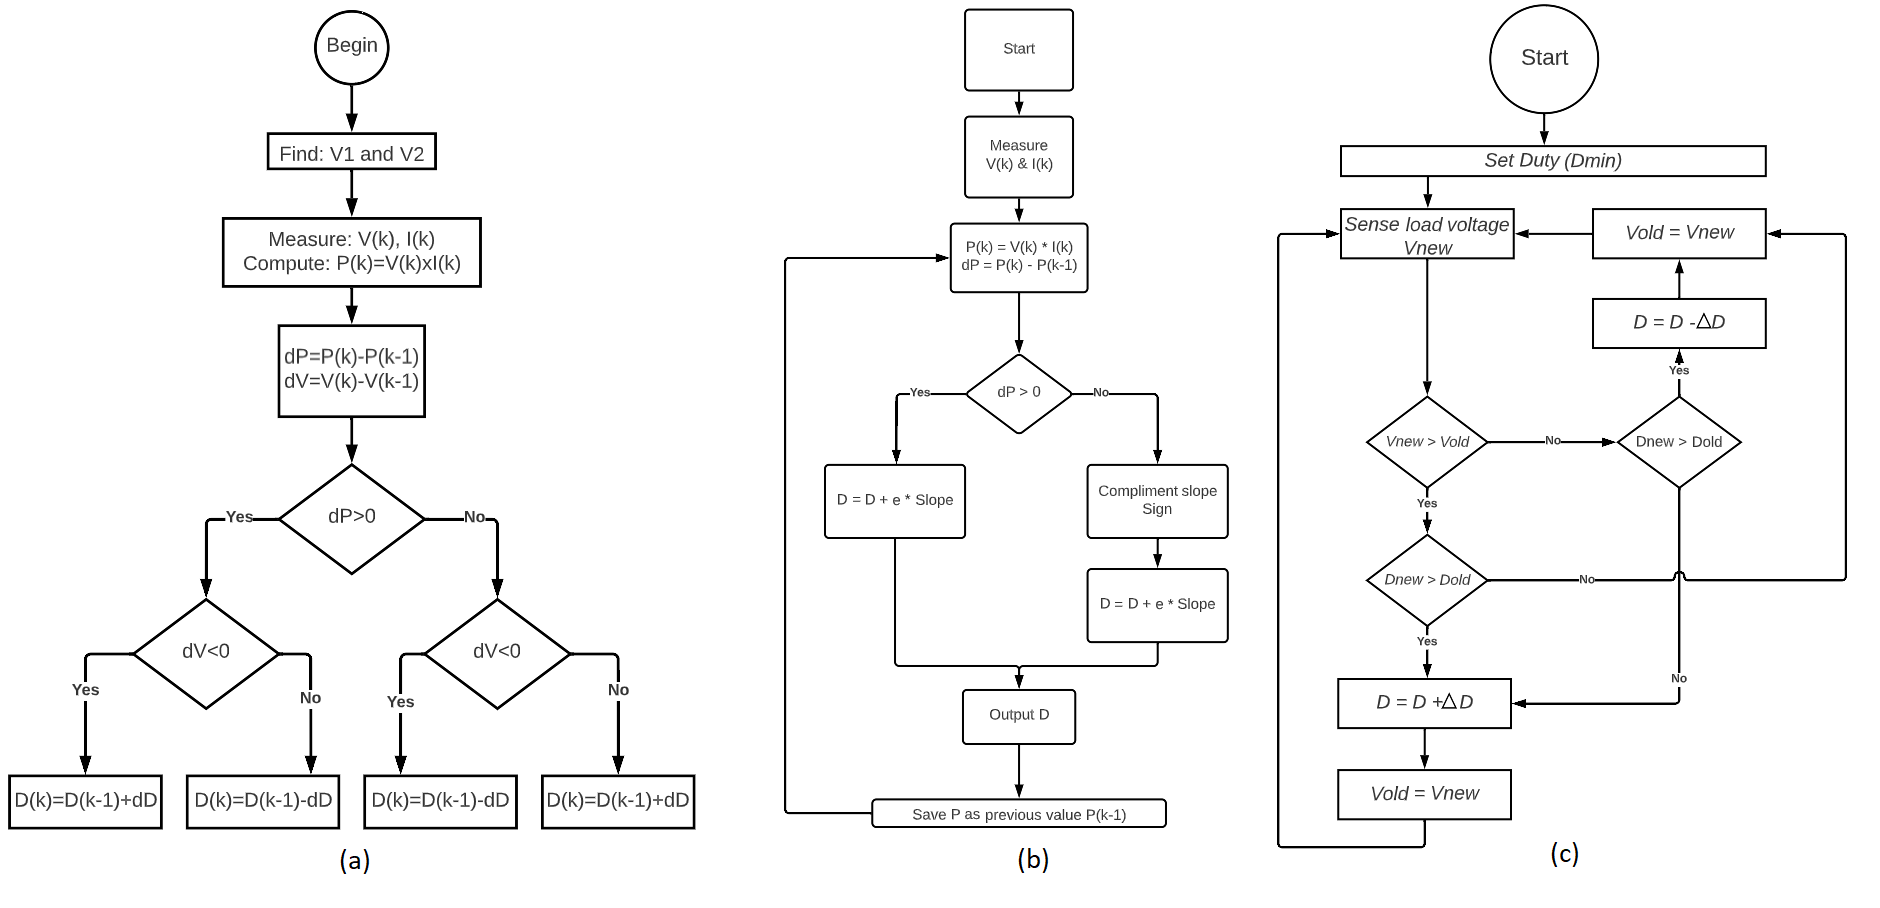 Begin
Find: V1 and V2
Measure: V(k), I(k)
Compute: P(k)=V(k)xI(k)
dP=P(k)-P(k-1)
dV=V(k)-V(k-1)
dP>0
Yes
No
dV<0
dV<0
Yes
No
Yes
No
D(k)=D(k-1)+dD
D(k)=D(k-1)-dD
D(k)=D(k-1)-dD
D(k)=D(k-1)+dD
(a)
Start
Measure
V(k) & I(k)
P(k) = V(k) * I(k)
dP = P(k) - P(k-1)
dP > 0
Yes
No
D = D + e * Slope
Compliment slope
Sign
D = D + e * Slope
Output D
Save P as previous value P(k-1)
(b)
Start
Set Duty (Dmin)
Sense load voltage
Vnew
Vold = Vnew
D = D -△D
Yes
Vnew > Vold
No
Dnew > Dold
Yes
Dnew > Dold
No
Yes
No
D = D +△D
Vold = Vnew
(c)